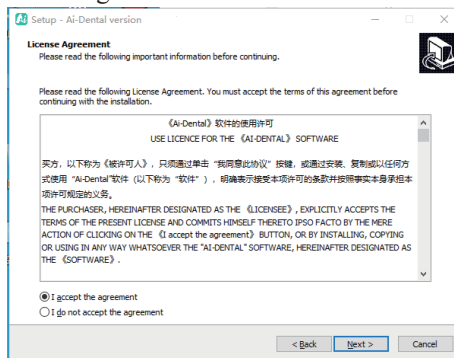 Setup - Ai-Dental version
License Agreement
Please read the following important information before continuing.
Please read the following License Agreement. You must accept the terms of this agreement before
continuing with the installation.
《Ai-Dental》软件的使用许可
USE LICENCE FOR THE 《AI-DENTAL》 SOFTWARE
买方，以下称为《被许可人》，只须通过单击 "我同意此协议" 按键，或通过安装、复制或以任何方
式使用 "Ai-Dental"软件（以下称为 "软件"），明确表示接受本项许可的条款并按照事实本身承担本
项许可规定的义务。
THE PURCHASER, HEREINAFTER DESIGNATED AS THE 《LICENSEE》, EXPLICITLY ACCEPTS THE
TERMS OF THE PRESENT LICENSE AND COMMITS HIMSELF THERETO IPSO FACTO BY THE MERE
ACTION OF CLICKING ON THE 《I accept the agreement》 BUTTON, OR BY INSTALLING, COPYING
OR USING IN ANY WAY WHATSOEVER THE "AI-DENTAL" SOFTWARE, HEREINAFTER DESIGNATED AS
THE 《SOFTWARE》.
I accept the agreement
I do not accept the agreement
< Back
Next >
Cancel